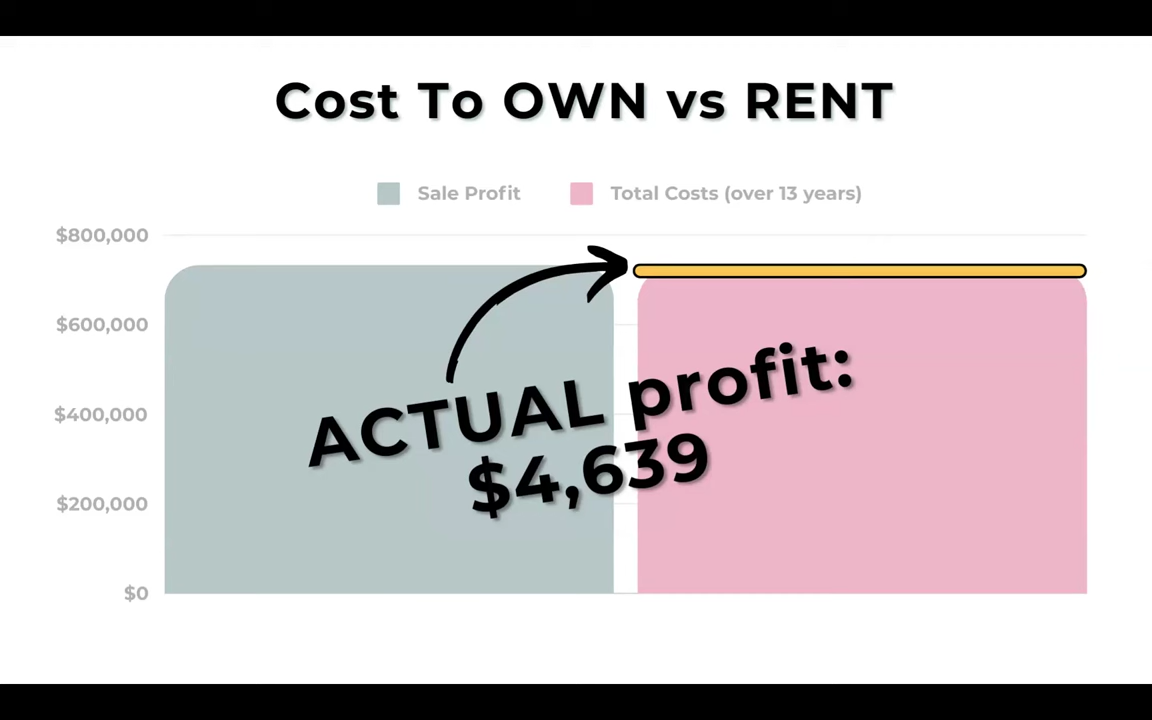 Cost To OWN vs RENT
Sale Profit
Total Costs (over 13 years)
$800,000
$600,000
$400,000
$200,000
$0
ACTUAL profit:
$4,639